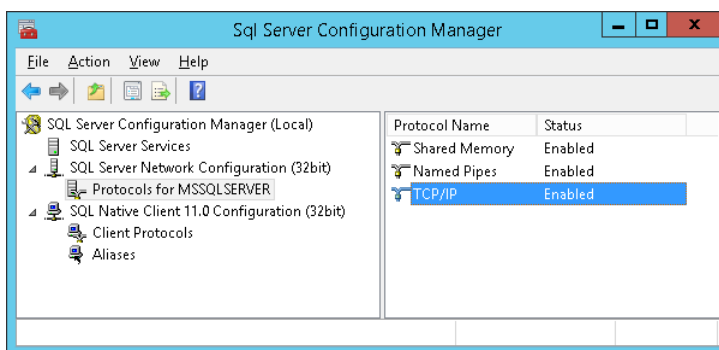 Sql Server Configuration Manager
File Action View Help
SQL Server Configuration Manager (Local)
SQL Server Services
SQL Server Network Configuration (32bit)
Protocols for MSSQLSERVER
SQL Native Client 11.0 Configuration (32bit)
Client Protocols
Aliases
Protocol Name Status
Shared Memory Enabled
Named Pipes Enabled
TCP/IP Enabled